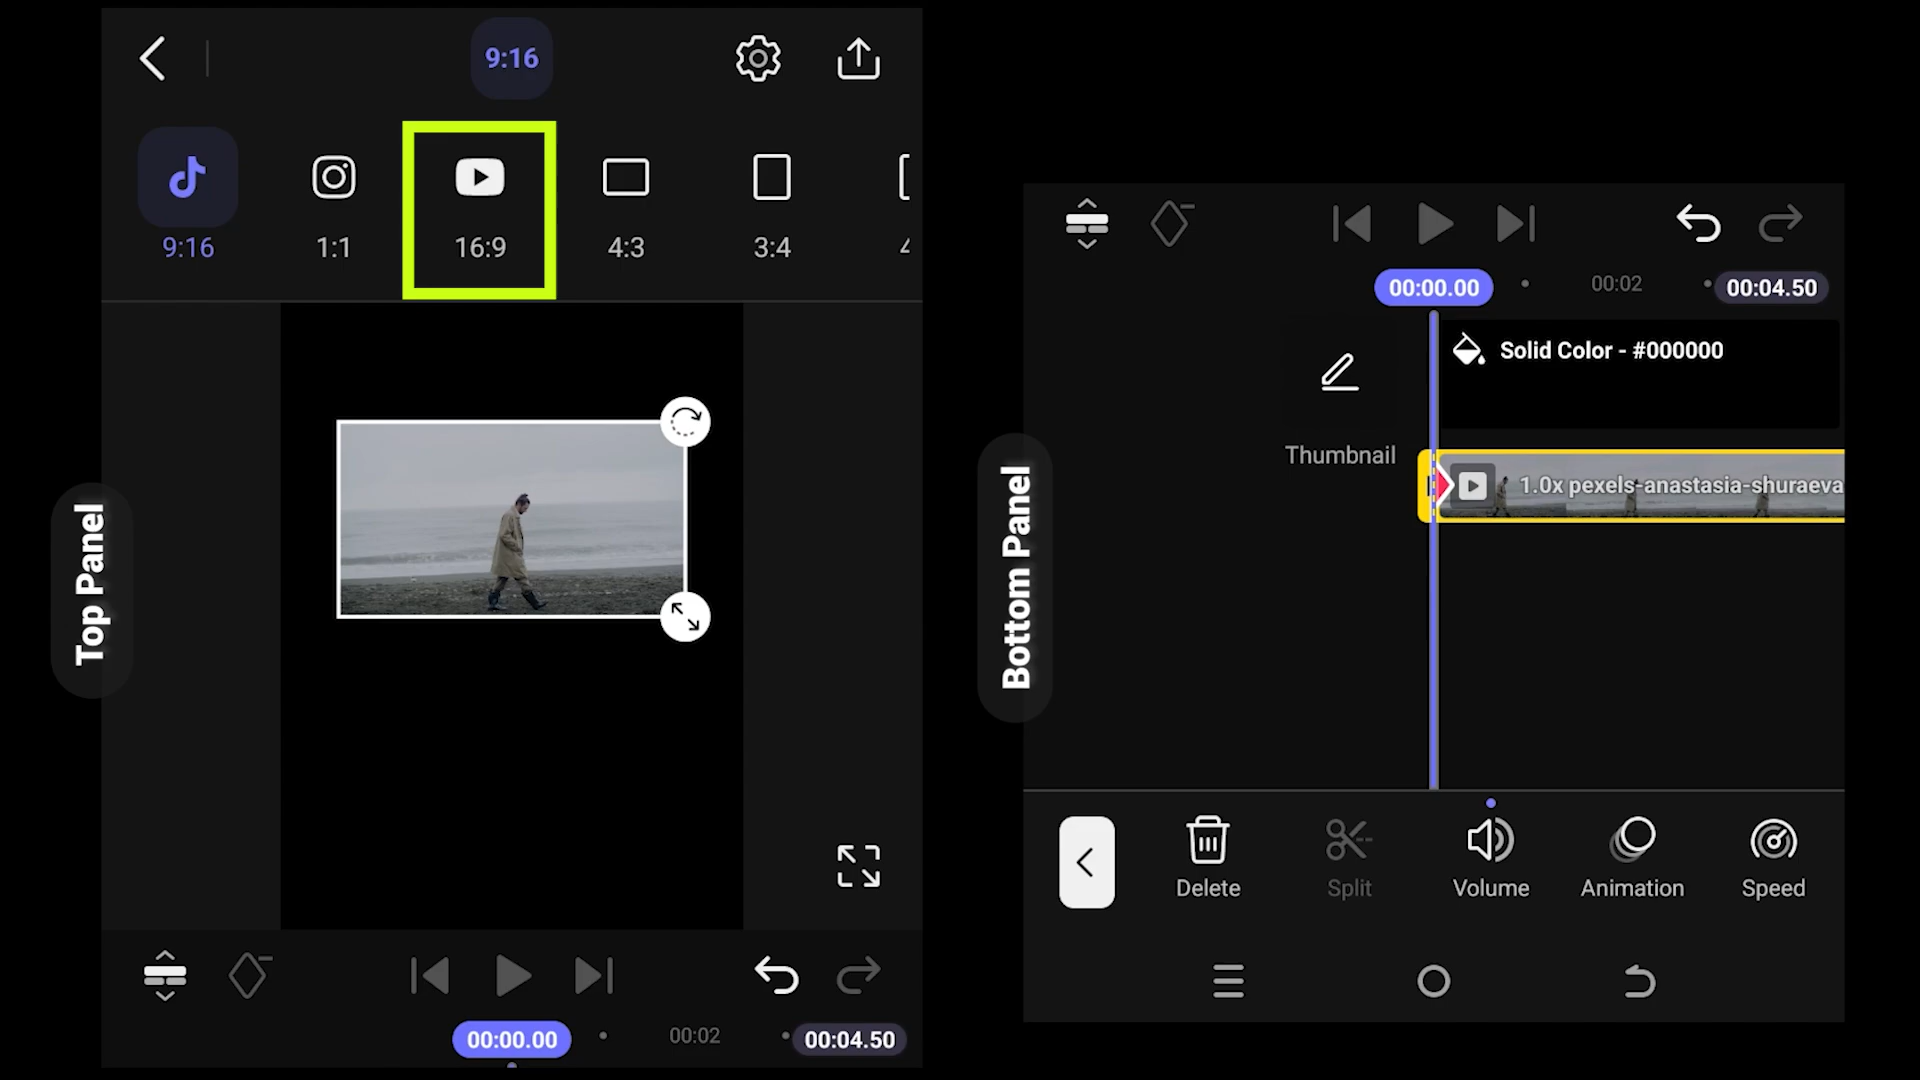 9:16
9:16
1:1
16:9
4:3
3:4
Top Panel
00:00.00
00:02
00:04.50
Bottom Panel
00:00.00
00:02
00:04.50
Solid Color - #000000
Thumbnail
1.0x pexels-anastasia-shuraeva
Delete
Split
Volume
Animation
Speed